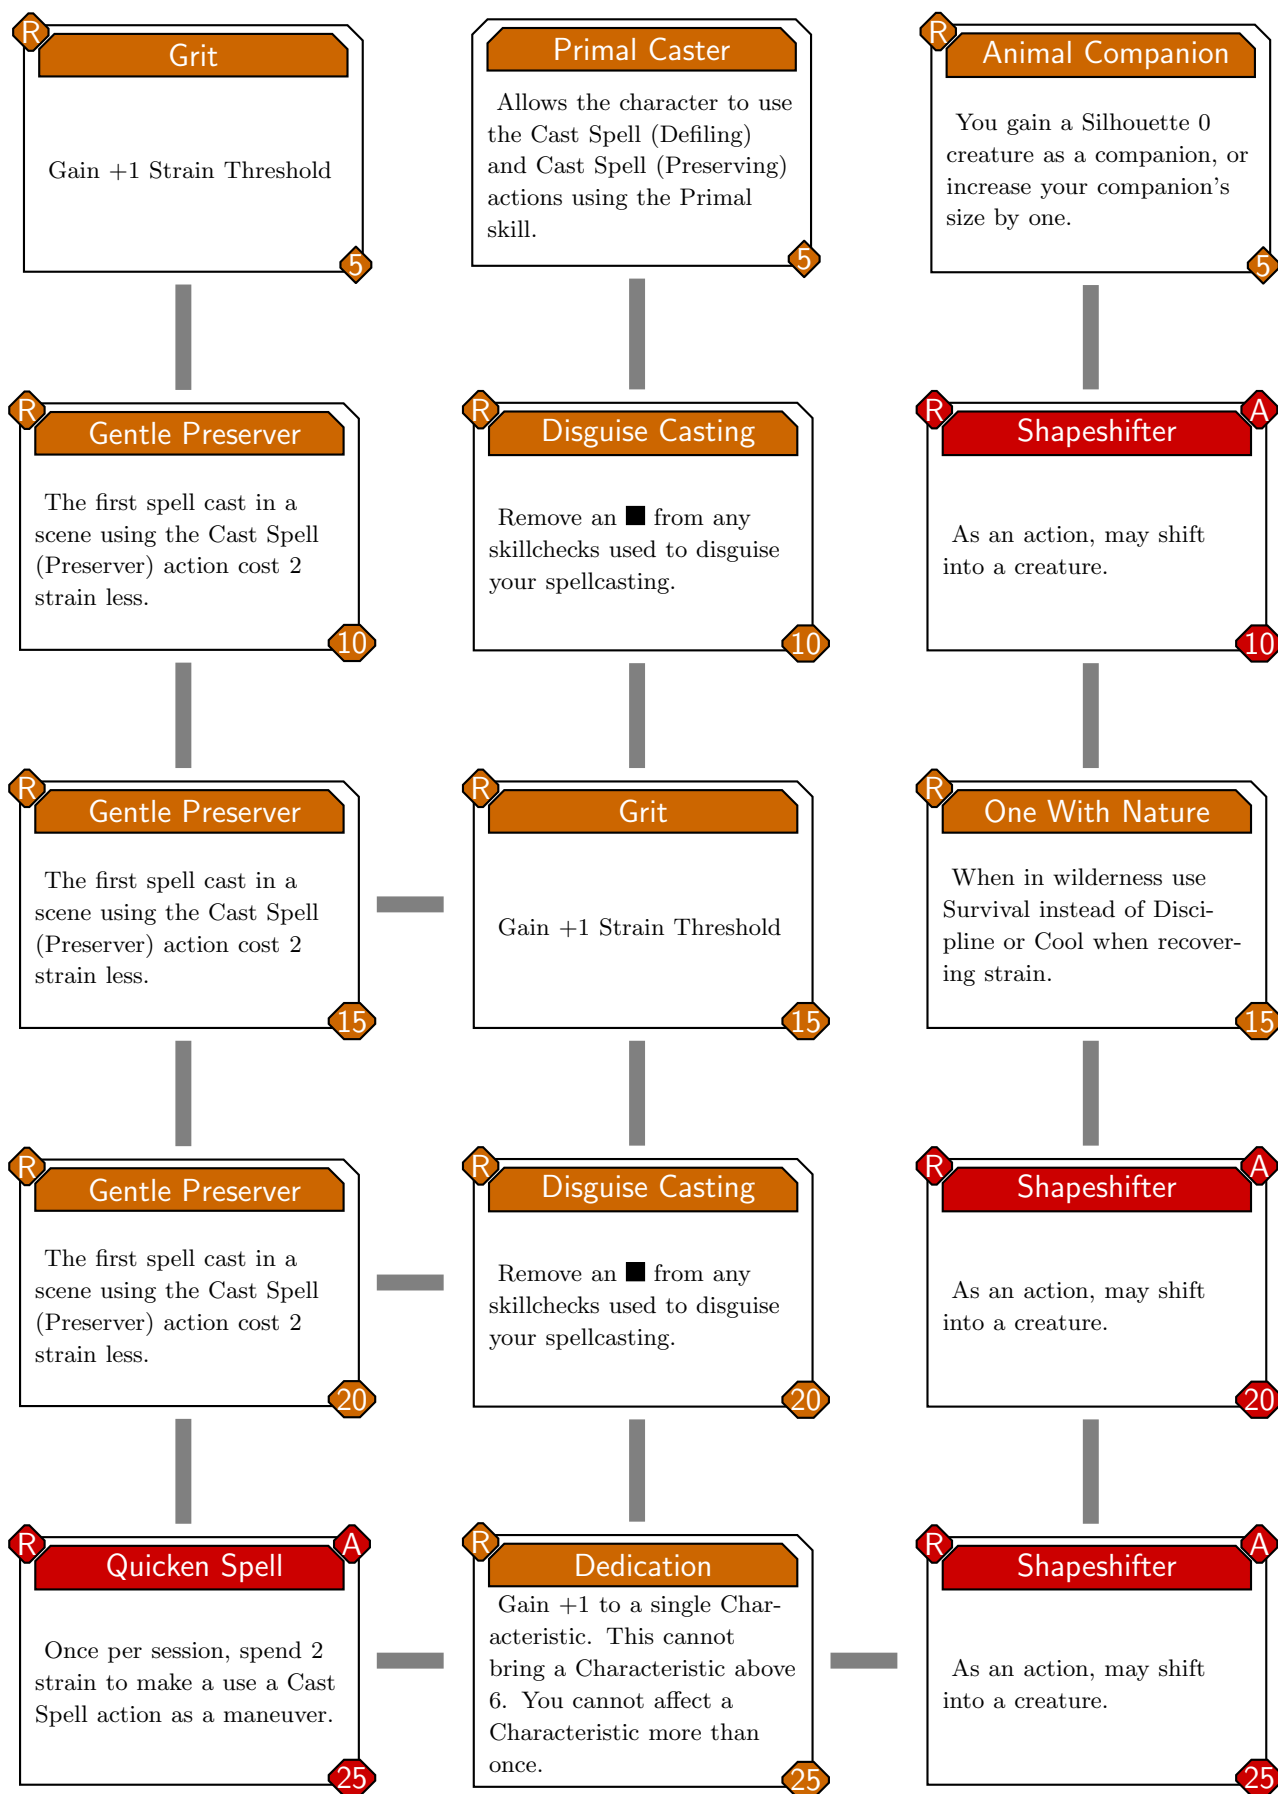 R
Grit
Gain +1 Strain Threshold
5
Primal Caster
Allows the character to use
the Cast Spell (Defiling)
and Cast Spell (Preserving)
actions using the Primal
skill.
5
R
Animal Companion
You gain a Silhouette 0
creature as a companion, or
increase your companion's
size by one.
5
R
Gentle Preserver
The first spell cast in a
scene using the Cast Spell
(Preserver) action cost 2
strain less.
10
R
Disguise Casting
Remove an ■ from any
skillchecks used to disguise
your spellcasting.
10
R
A
Shapeshifter
As an action, may shift
into a creature.
10
R
Gentle Preserver
The first spell cast in a
scene using the Cast Spell
(Preserver) action cost 2
strain less.
15
R
Grit
Gain +1 Strain Threshold
15
R
One With Nature
When in wilderness use
Survival instead of Disci-
pline or Cool when recover-
ing strain.
15
R
Gentle Preserver
The first spell cast in a
scene using the Cast Spell
(Preserver) action cost 2
strain less.
20
R
Disguise Casting
Remove an ■ from any
skillchecks used to disguise
your spellcasting.
20
R
A
Shapeshifter
As an action, may shift
into a creature.
20
R
A
Quicken Spell
Once per session, spend 2
strain to make a use a Cast
Spell action as a maneuver.
25
R
Dedication
Gain +1 to a single Char-
acteristic. This cannot
bring a Characteristic above
6. You cannot affect a
Characteristic more than
once.
25
R
A
Shapeshifter
As an action, may shift
into a creature.
25